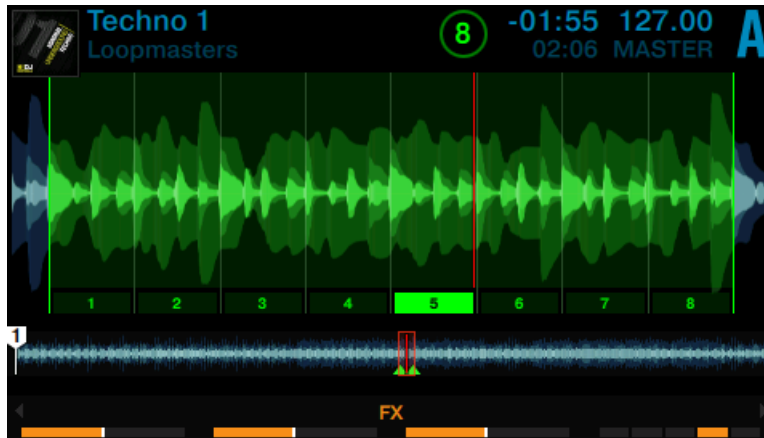 Techno 1
Loopmasters
8
-01:55 127.00
02:06 MASTER
A
1 2 3 4 5 6 7 8
1
FX